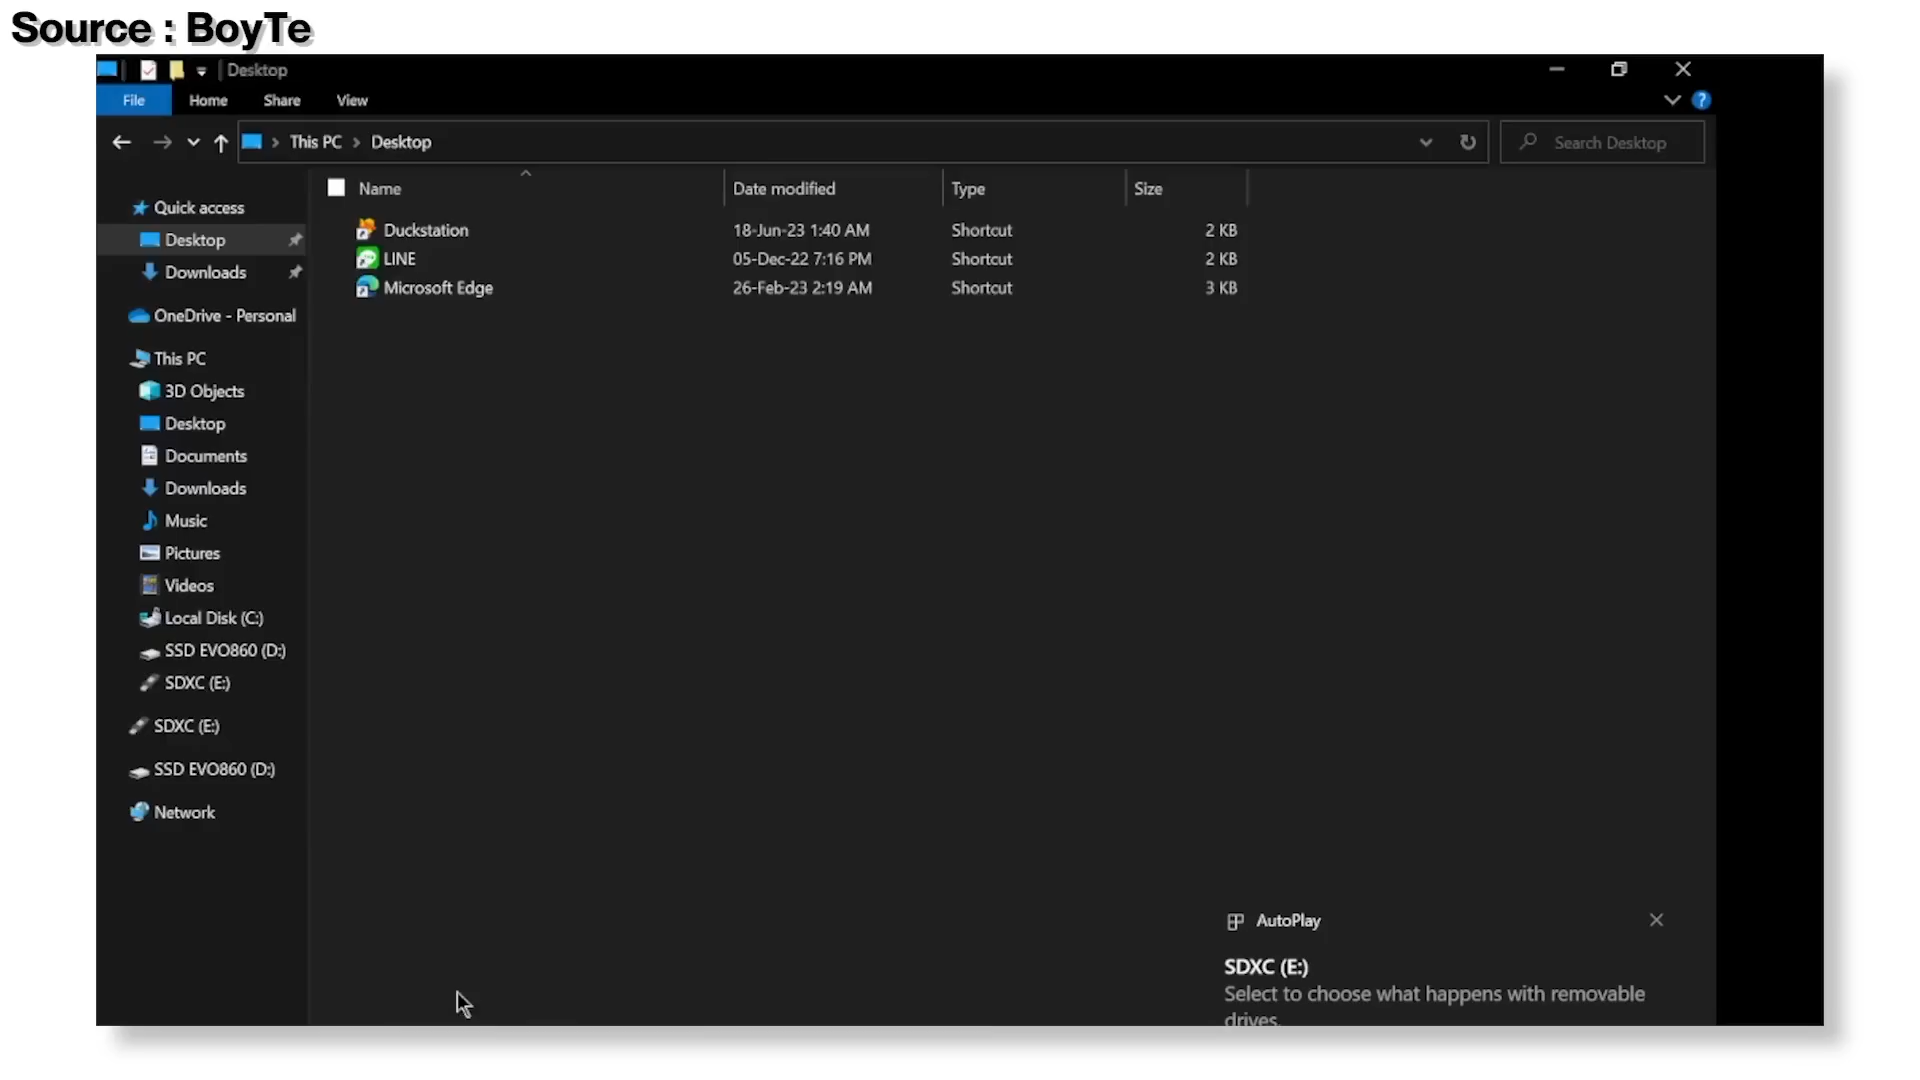 Source : BoyTe
Desktop
File Home Share View
This PC Desktop
Search Desktop
Name Date modified Type Size
Quick access
Desktop
Downloads
OneDrive - Personal
This PC
3D Objects
Desktop
Documents
Downloads
Music
Pictures
Videos
Local Disk (C:)
SSD EVO860 (D:)
SDXC (E:)
SDXC (E:)
SSD EVO860 (D:)
Network
Duckstation 18-Jun-23 1:40 AM Shortcut 2 KB
LINE 05-Dec-22 7:16 PM Shortcut 2 KB
Microsoft Edge 26-Feb-23 2:19 AM Shortcut 3 KB
AutoPlay
SDXC (E:)
Select to choose what happens with removable
drives.